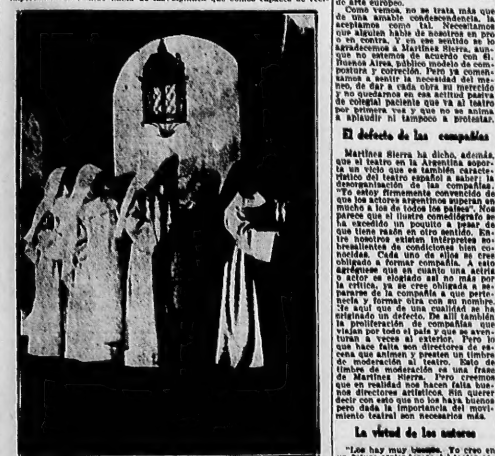 de arte europeo.
Como vemos, no se trata más que
de una amable condescendencia, la
aceptamos como tal. Necesitamos
que alguien hable de nosotros en pro
o en contra. Y en ese sentido se lo
agradecemos a Martínez Sierra, aun-
que no estemos de acuerdo con él.
Buenos Aires, público modelo de com-
postura y correción. Pero ya comen-
zamos a sentir la necesidad del me-
neo, de dar a cada obra su merecido
y no quedarnos en esa actitud pasiva
de colegial paciente que va al teatro
por primera vez y que no se anima
a aplaudir ni tampoco a protestar.
El defecto de las compañías
Martínez Sierra ha dicho, además,
que el teatro en la Argentina sopor-
ta un vicio que es también caracte-
rístico del teatro español a saber: la
desorganisación de las compañías.
"Yo estoy firmemente convencido de
que los actores argentinos superan en
mucho a los de todos los países". Nos
parece que el ilustre comediógrafo se
ha excedido un poquito a pesar de
que tiene razón en otro sentido. En-
tre nosotros existen intérpretes so-
bresalientes de condiciones bien co-
nocidas. Cada uno de ellos se cree
obligado a formar compañía. A esto
agréguese que en cuanto una actriz
o actor es elogiado así no más por
la crítica, ya se cree obligada a se-
pararse de la compañía a que perte-
necía y formar otra con su nombre.
He aquí que de una cualidad se ha
originado un defecto. De allí también
la proliferación de compañías que
viajan por todo el país y que se aven-
turan a veces al exterior. Pero lo
que hace falta son directores de es-
cena que animen y presten un timbre
de moderación al teatro. Esto de
timbre de moderación es una frase
de Martínez Sierra. Pero creemos
que en realidad nos hacen falta bue-
nos directores artísticos. Sin querer
decir con esto que no los haya buenos
pero dada la importancia del movi-
miento teatral son necesarios más.
La virtud de los autores
"Los hay muy buenos. Yo creo en